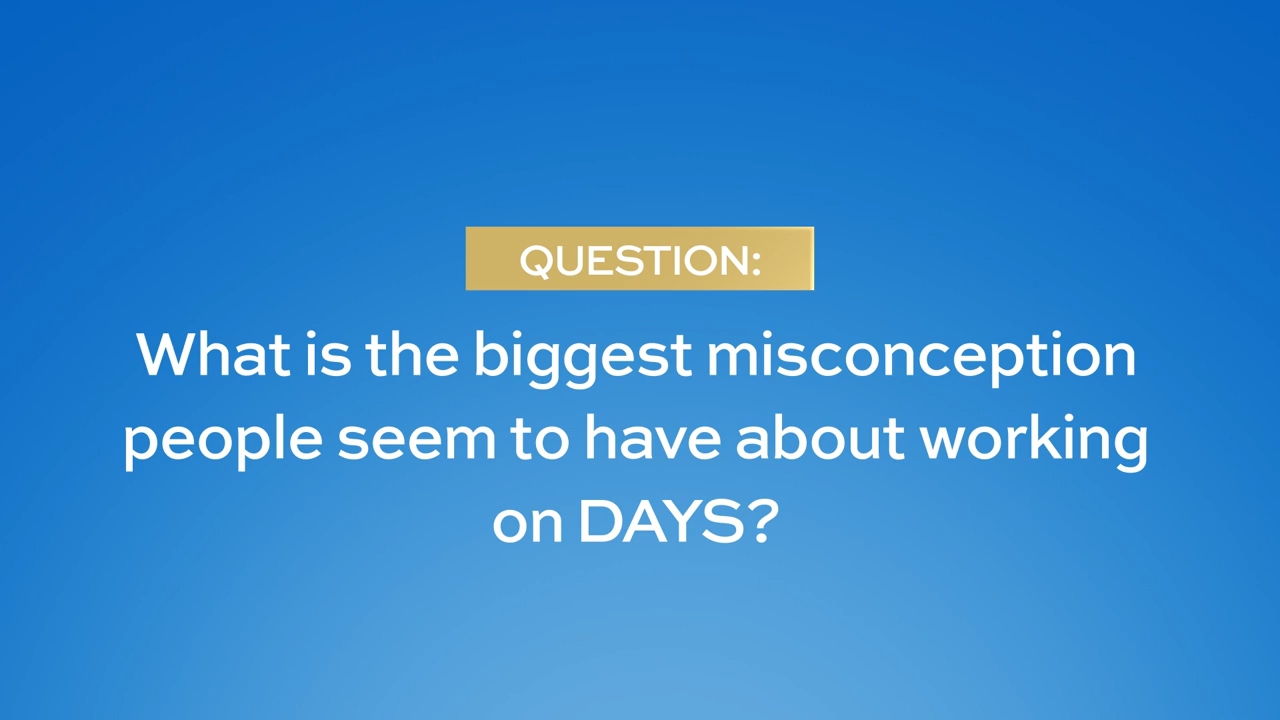 QUESTION:
What is the biggest misconception
people seem to have about working
on DAYS?